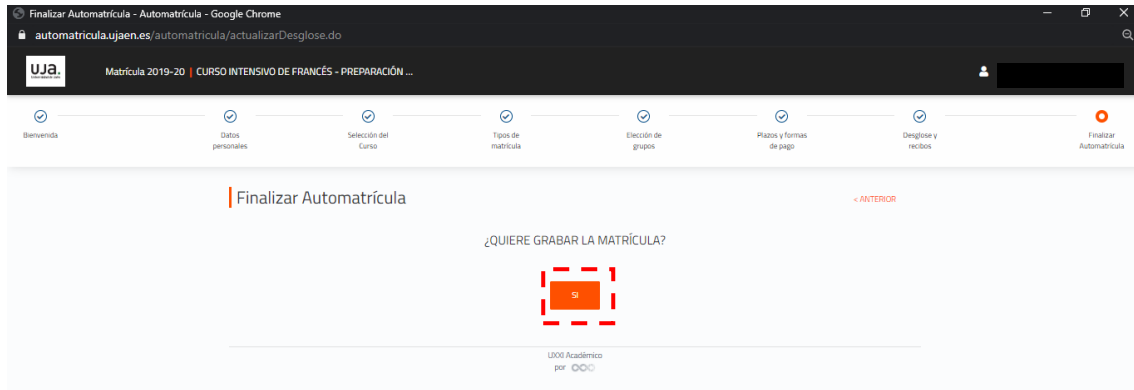 Finalizar Automatrícula - Automatrícula - Google Chrome
automatricula.ujaen.es/automatricula/actualizarDesglose.do
UJa.
Matrícula 2019-20 | CURSO INTENSIVO DE FRANCÉS - PREPARACIÓN ...
Bienvenida
Datos personales
Selección del Curso
Tipos de matrícula
Elección de grupos
Plazos y formas de pago
Desglose y recibos
Finalizar Automatrícula
Finalizar Automatrícula
< ANTERIOR
¿QUIERE GRABAR LA MATRÍCULA?
SI
UXXI Académico
por